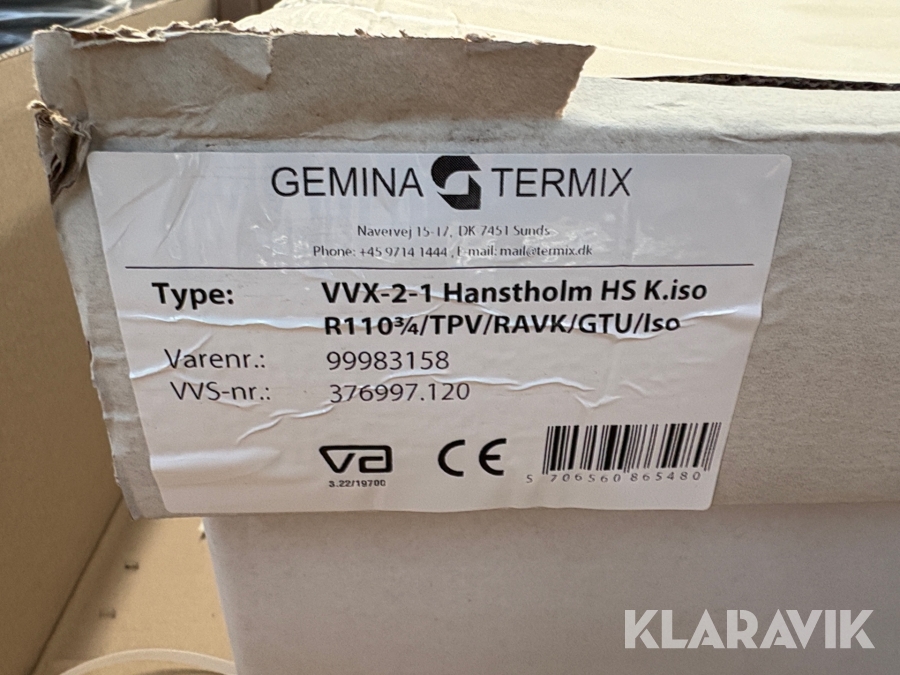 GEMINA TERMIX
Navervej 15-17, DK 7451 Sunds
Phone: +45 9714 1444 , E-mail: mail@termix.dk
Type: VVX-2-1 Hanstholm HS K.iso
R110¾/TPV/RAVK/GTU/Iso
Varenr.: 99983158
VVS-nr.: 376997.120
va CE
3.22/19700
5 706560 865480
KLARAVIK